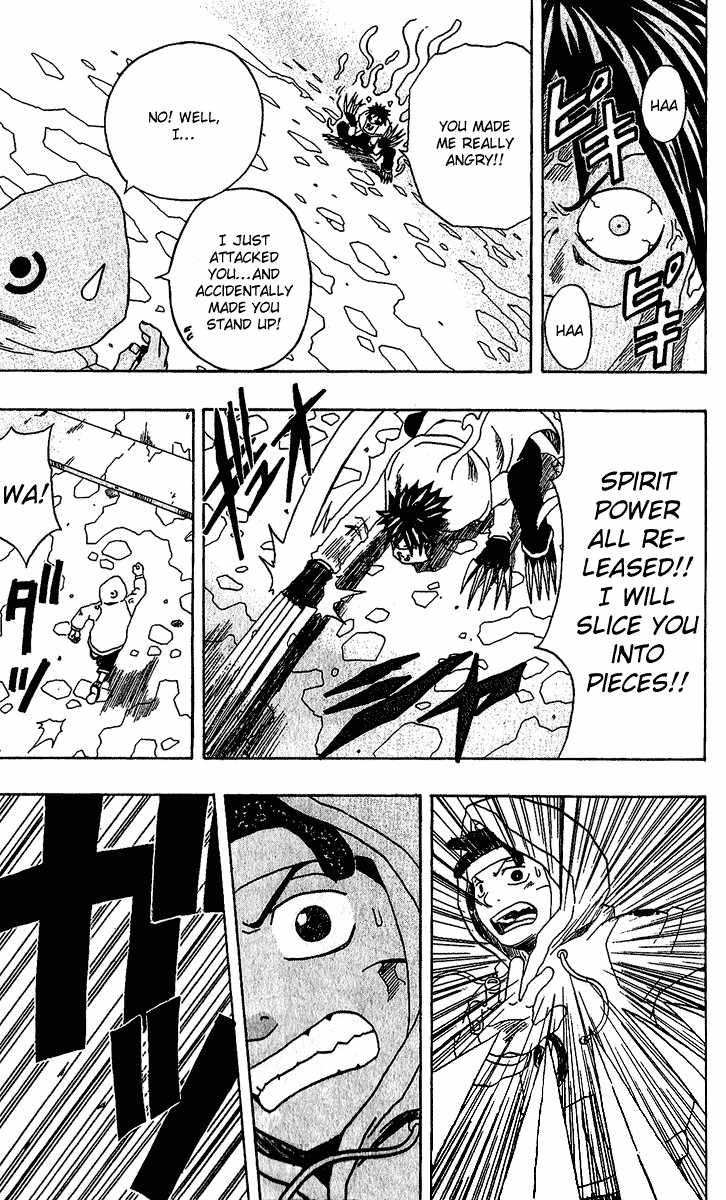 HAA
ピキ
ピキ
HAA
YOU MADE
ME REALLY
ANGRY!!
NO! WELL,
I...
I JUST
ATTACKED
YOU...AND
ACCIDENTALLY
MADE YOU
STAND UP!
SPIRIT
POWER
ALL RE-
LEASED!!
I WILL
SLICE YOU
INTO
PIECES!!
WA!
ダッ